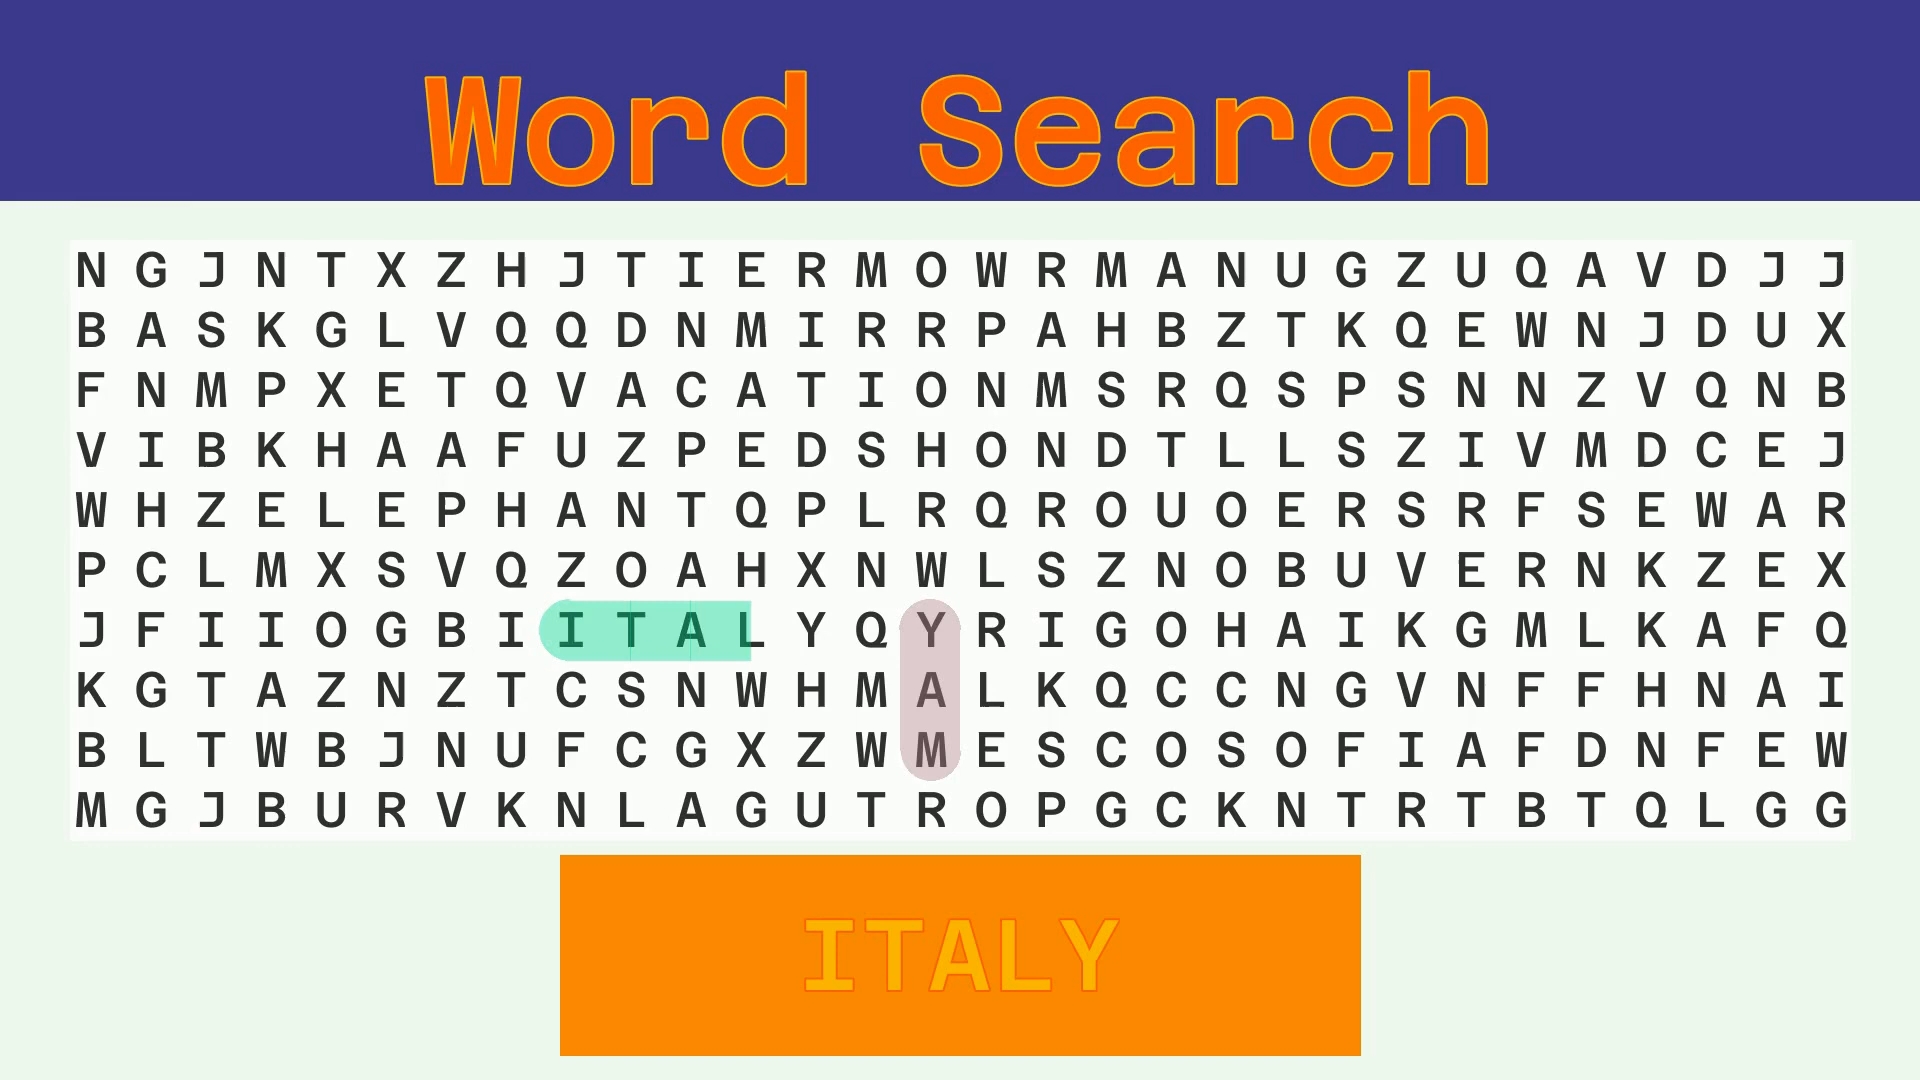 Word Search
N G J N T X Z H J T I E R M O W R M A N U G Z U Q A V D J J
B A S K G L V Q Q D N M I R R P A H B Z T K Q E W N J D U X
F N M P X E T Q V A C A T I O N M S R Q S P S N N Z V Q N B
V I B K H A A F U Z P E D S H O N D T L L S Z I V M D C E J
W H Z E L E P H A N T Q P L R Q R O U O E R S R F S E W A R
P C L M X S V Q Z O A H X N W L S Z N O B U V E R N K Z E X
J F I I O G B I I T A L Y Q Y R I G O H A I K G M L K A F Q
K G T A Z N Z T C S N W H M A L K Q C C N G V N F F H N A I
B L T W B J N U F C G X Z W M E S C O S O F I A F D N F E W
M G J B U R V K N L A G U T R O P G C K N T R T B T Q L G G
ITALY